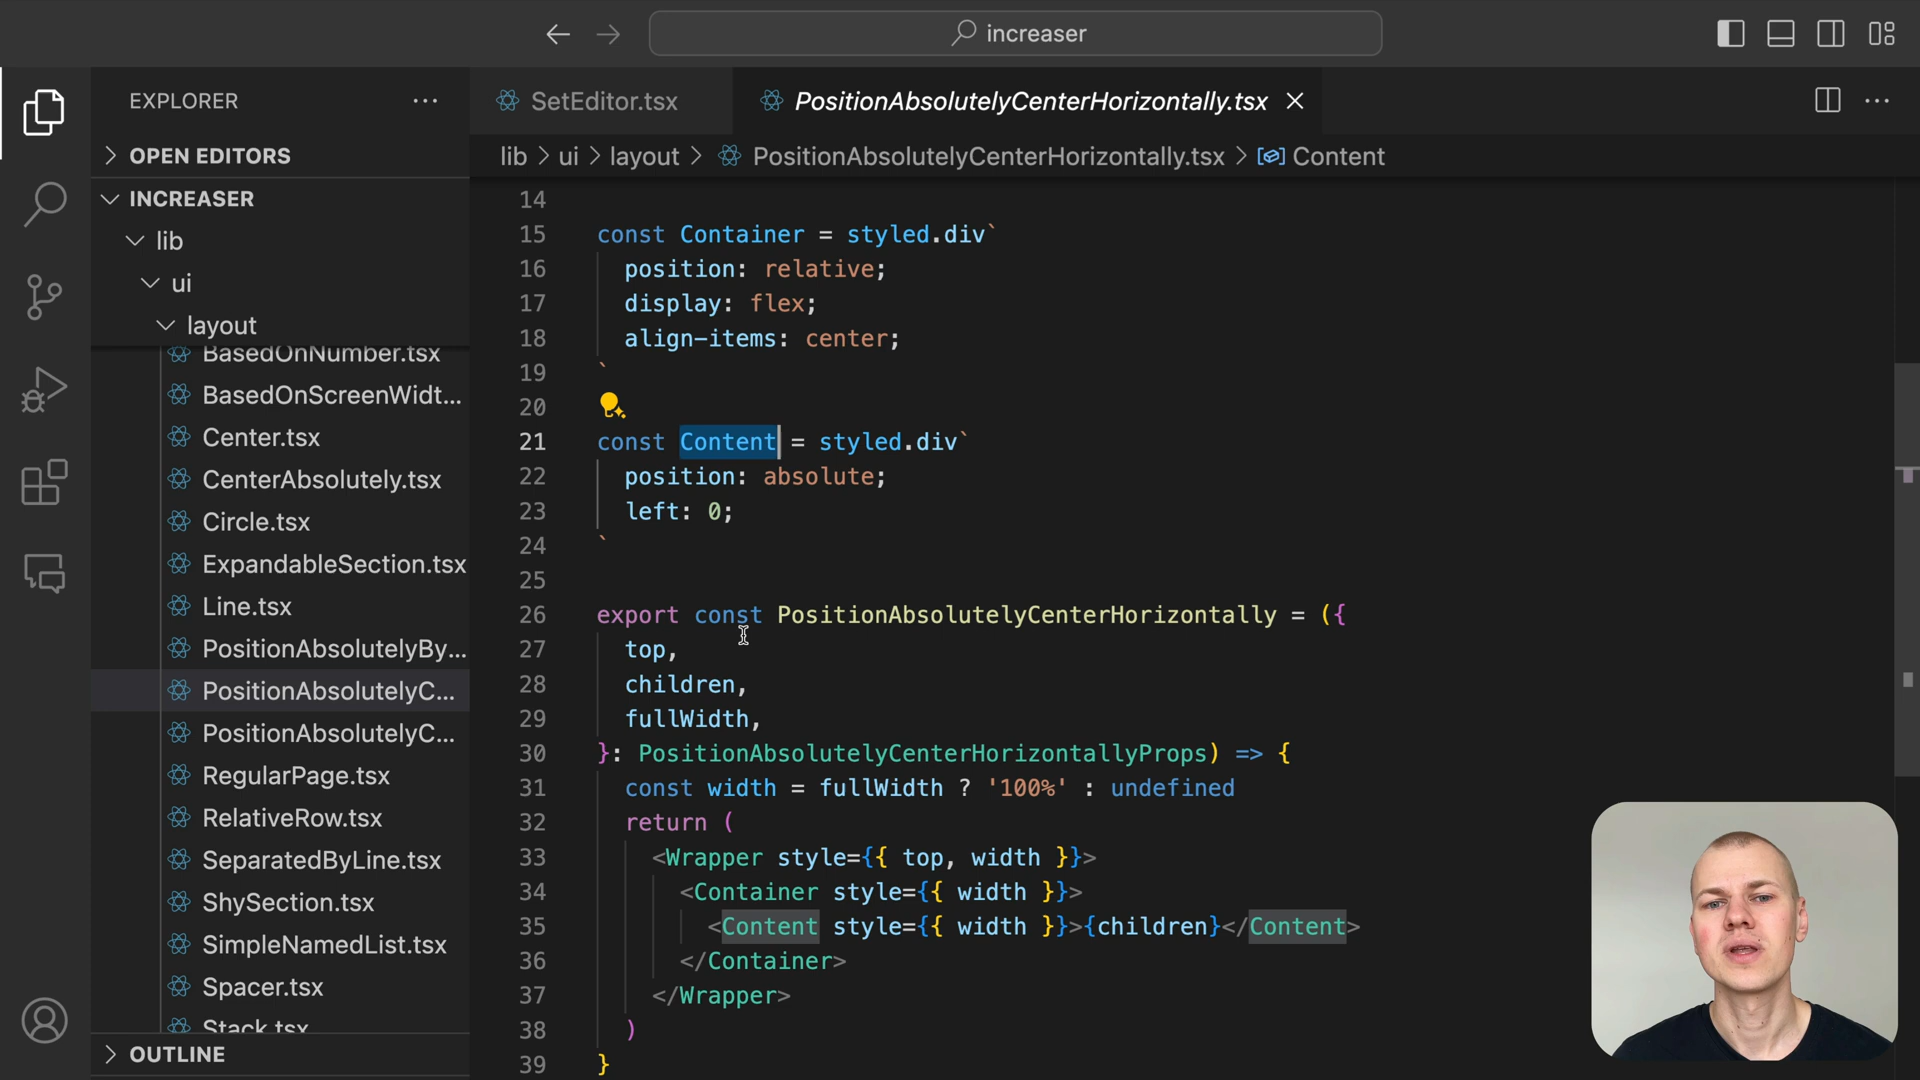 increaser
EXPLORER
SetEditor.tsx
PositionAbsolutelyCenterHorizontally.tsx
OPEN EDITORS
lib > ui > layout > PositionAbsolutelyCenterHorizontally.tsx > Content
INCREASER
lib
ui
layout
BasedOnNumber.tsx
BasedOnScreenWidt...
Center.tsx
CenterAbsolutely.tsx
Circle.tsx
ExpandableSection.tsx
Line.tsx
PositionAbsolutelyBy...
PositionAbsolutelyC...
PositionAbsolutelyC...
RegularPage.tsx
RelativeRow.tsx
SeparatedByLine.tsx
ShySection.tsx
SimpleNamedList.tsx
Spacer.tsx
Stack.tsx
OUTLINE
14
15 const Container = styled.div`
16 position: relative;
17 display: flex;
18 align-items: center;
19 `
20
21 const Content = styled.div`
22 position: absolute;
23 left: 0;
24 `
25
26 export const PositionAbsolutelyCenterHorizontally = ({
27 top,
28 children,
29 fullWidth,
30 }: PositionAbsolutelyCenterHorizontallyProps) => {
31 const width = fullWidth ? '100%' : undefined
32 return (
33 <Wrapper style={{ top, width }}>
34 <Container style={{ width }}>
35 <Content style={{ width }}>{children}</Content>
36 </Container>
37 </Wrapper>
38 )
39 }